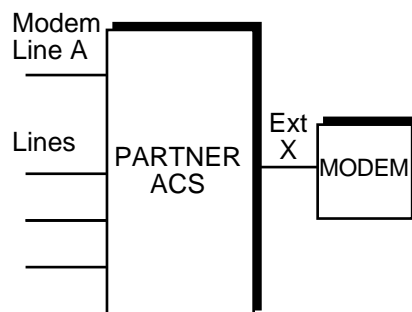 Modem
Line A
Lines
PARTNER
ACS
Ext
X
MODEM